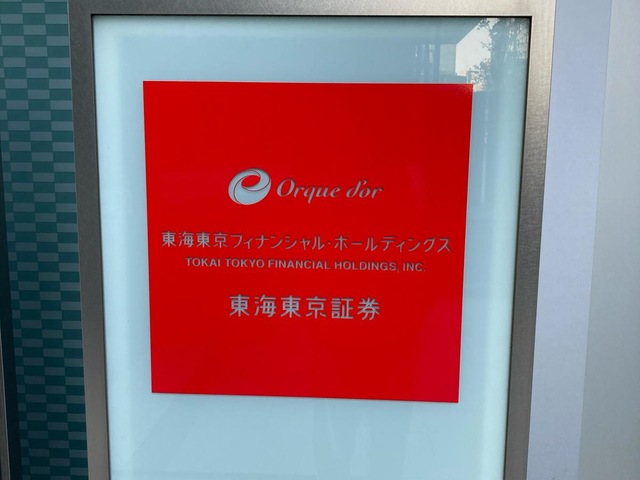 Orque d'or
東海東京フィナンシャル・ホールディングス
TOKAI TOKYO FINANCIAL HOLDINGS, INC.
東海東京証券